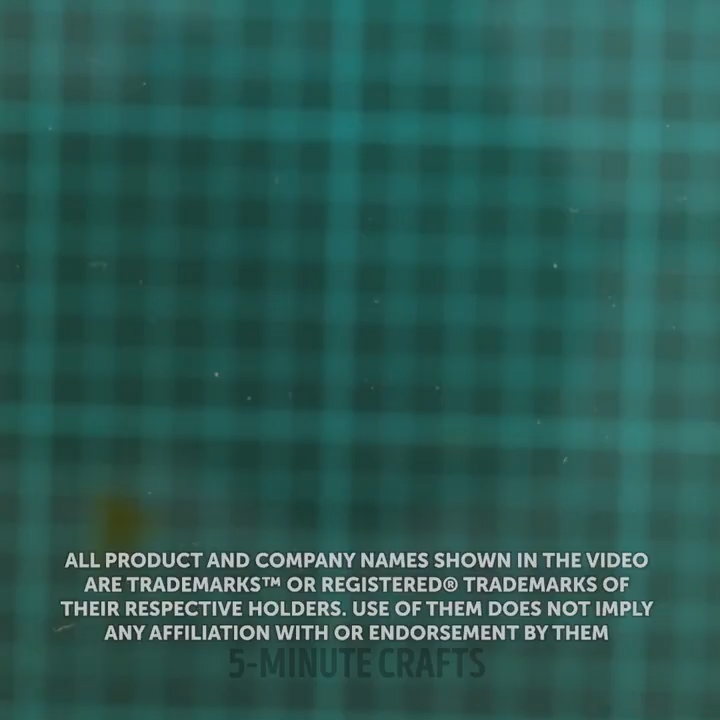 ALL PRODUCT AND COMPANY NAMES SHOWN IN THE VIDEO
ARE TRADEMARKS™ OR REGISTERED® TRADEMARKS OF
THEIR RESPECTIVE HOLDERS. USE OF THEM DOES NOT IMPLY
ANY AFFILIATION WITH OR ENDORSEMENT BY THEM
5-MINUTE CRAFTS